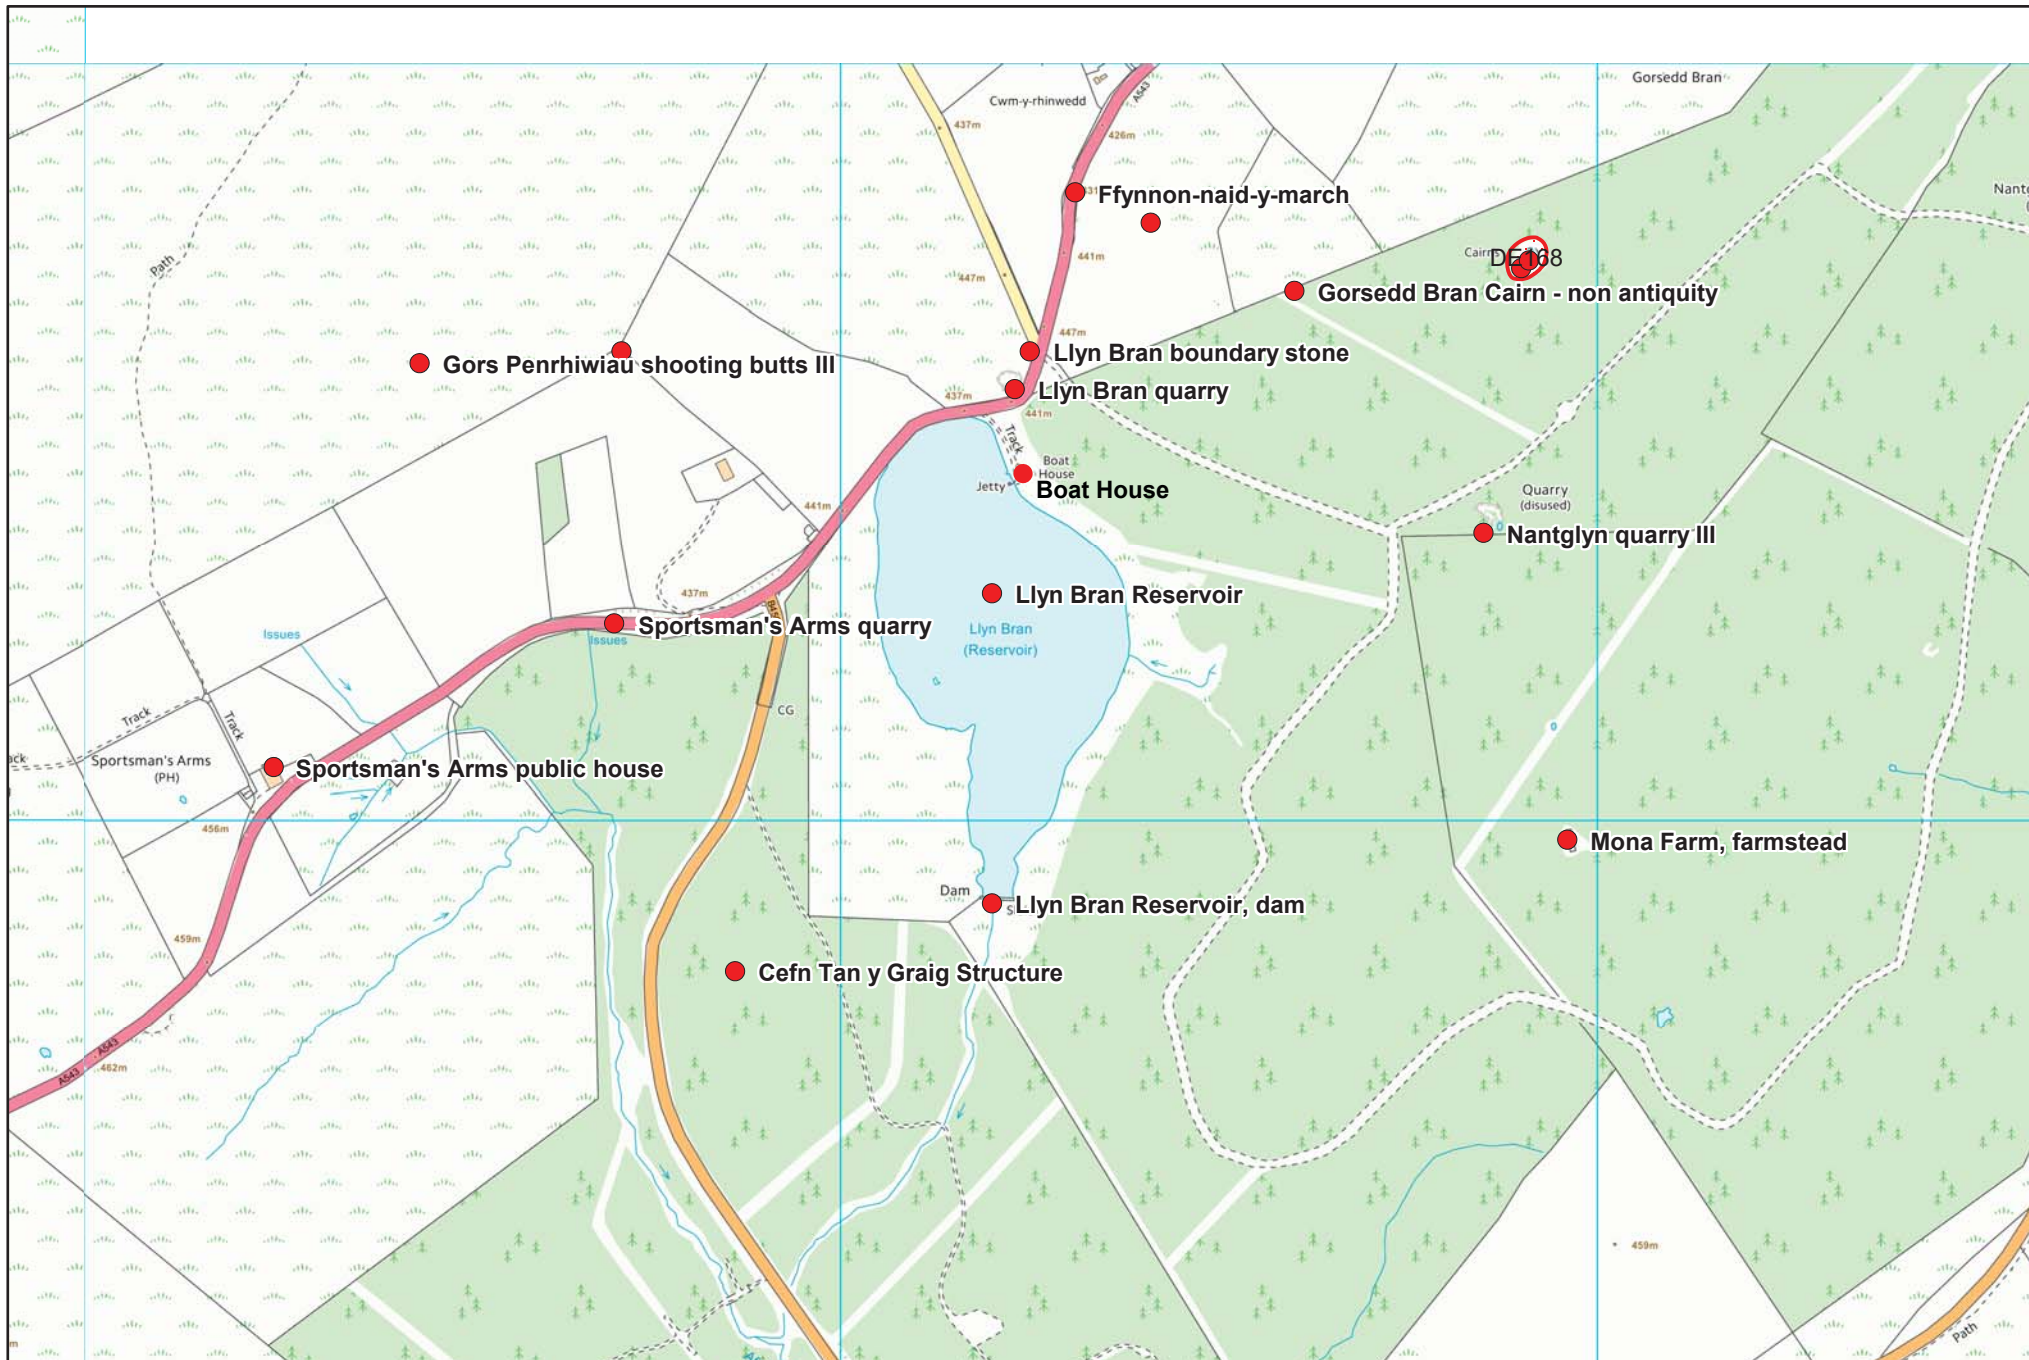 Gorsedd Bran
Cwm-y-rhinwedd
A543
437m
426m
Ffynnon-naid-y-march
Path
441m
Cairns
DE168
447m
Gorsedd Bran Cairn - non antiquity
447m
Llyn Bran boundary stone
Gors Penrhiwiau shooting butts III
Llyn Bran quarry
437m
441m
Track
Boat
House
Jetty
Boat House
Quarry
(disused)
441m
Nantglyn quarry III
437m
Llyn Bran Reservoir
Sportsman's Arms quarry
Issues
Issues
Llyn Bran
(Reservoir)
CG
Track
Track
Sportsman's Arms
(PH)
Sportsman's Arms public house
456m
Mona Farm, farmstead
Dam
Llyn Bran Reservoir, dam
459m
Cefn Tan y Graig Structure
A543
A543
462m
459m
Path